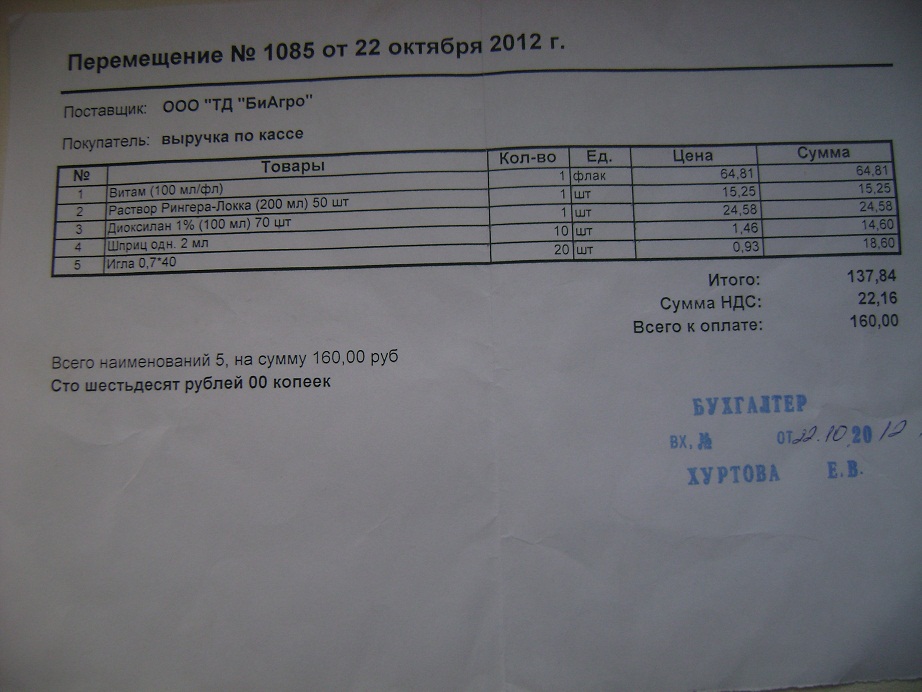 Перемещение № 1085 от 22 октября 2012 г.
Поставщик: ООО "ТД "БиАгро"
Покупатель: выручка по кассе
№ Товары Кол-во Ед. Цена Сумма
1 Витам (100 мл/фл) 1 флак 64,81 64,81
2 Раствор Рингера-Локка (200 мл) 50 шт 1 шт 15,25 15,25
3 Диоксилан 1% (100 мл) 70 шт 1 шт 24,58 24,58
4 Шприц одн. 2 мл 10 шт 1,46 14,60
5 Игла 0,7*40 20 шт 0,93 18,60
Итого: 137,84
Сумма НДС: 22,16
Всего к оплате: 160,00
Всего наименований 5, на сумму 160,00 руб
Сто шестьдесят рублей 00 копеек
БУХГАЛТЕР
ВХ. № ОТ 22.10 2012
ХУРТОВА Е.В.